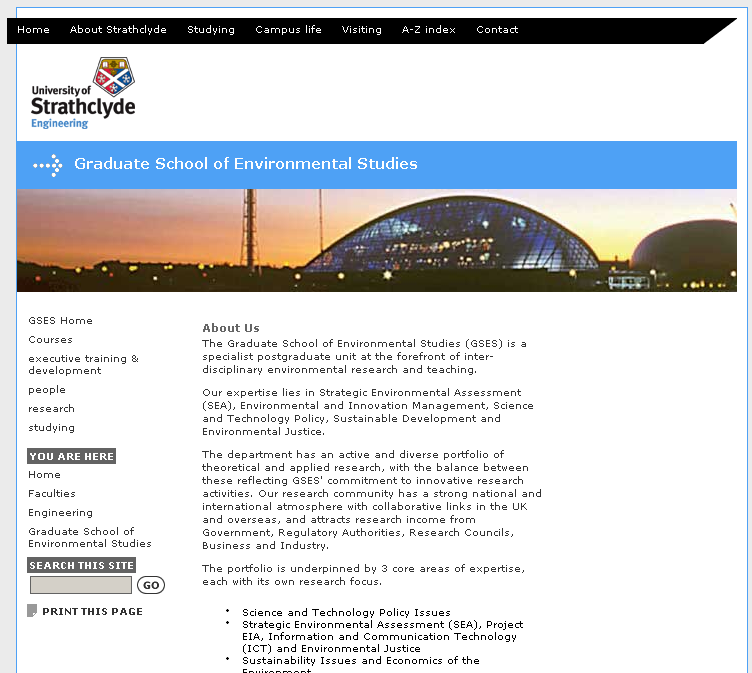 Home About Strathclyde Studying Campus life Visiting A-Z index Contact
University of
Strathclyde
Engineering
Graduate School of Environmental Studies
GSES Home
Courses
executive training &
development
people
research
studying
YOU ARE HERE
Home
Faculties
Engineering
Graduate School of
Environmental Studies
SEARCH THIS SITE
GO
PRINT THIS PAGE
About Us
The Graduate School of Environmental Studies (GSES) is a
specialist postgraduate unit at the forefront of inter-
disciplinary environmental research and teaching.
Our expertise lies in Strategic Environmental Assessment
(SEA), Environmental and Innovation Management, Science
and Technology Policy, Sustainable Development and
Environmental Justice.
The department has an active and diverse portfolio of
theoretical and applied research, with the balance between
these reflecting GSES' commitment to innovative research
activities. Our research community has a strong national and
international atmosphere with collaborative links in the UK
and overseas, and attracts research income from
Government, Regulatory Authorities, Research Councils,
Business and Industry.
The portfolio is underpinned by 3 core areas of expertise,
each with its own research focus.
• Science and Technology Policy Issues
• Strategic Environmental Assessment (SEA), Project
EIA, Information and Communication Technology
(ICT) and Environmental Justice
• Sustainability Issues and Economics of the
Environment